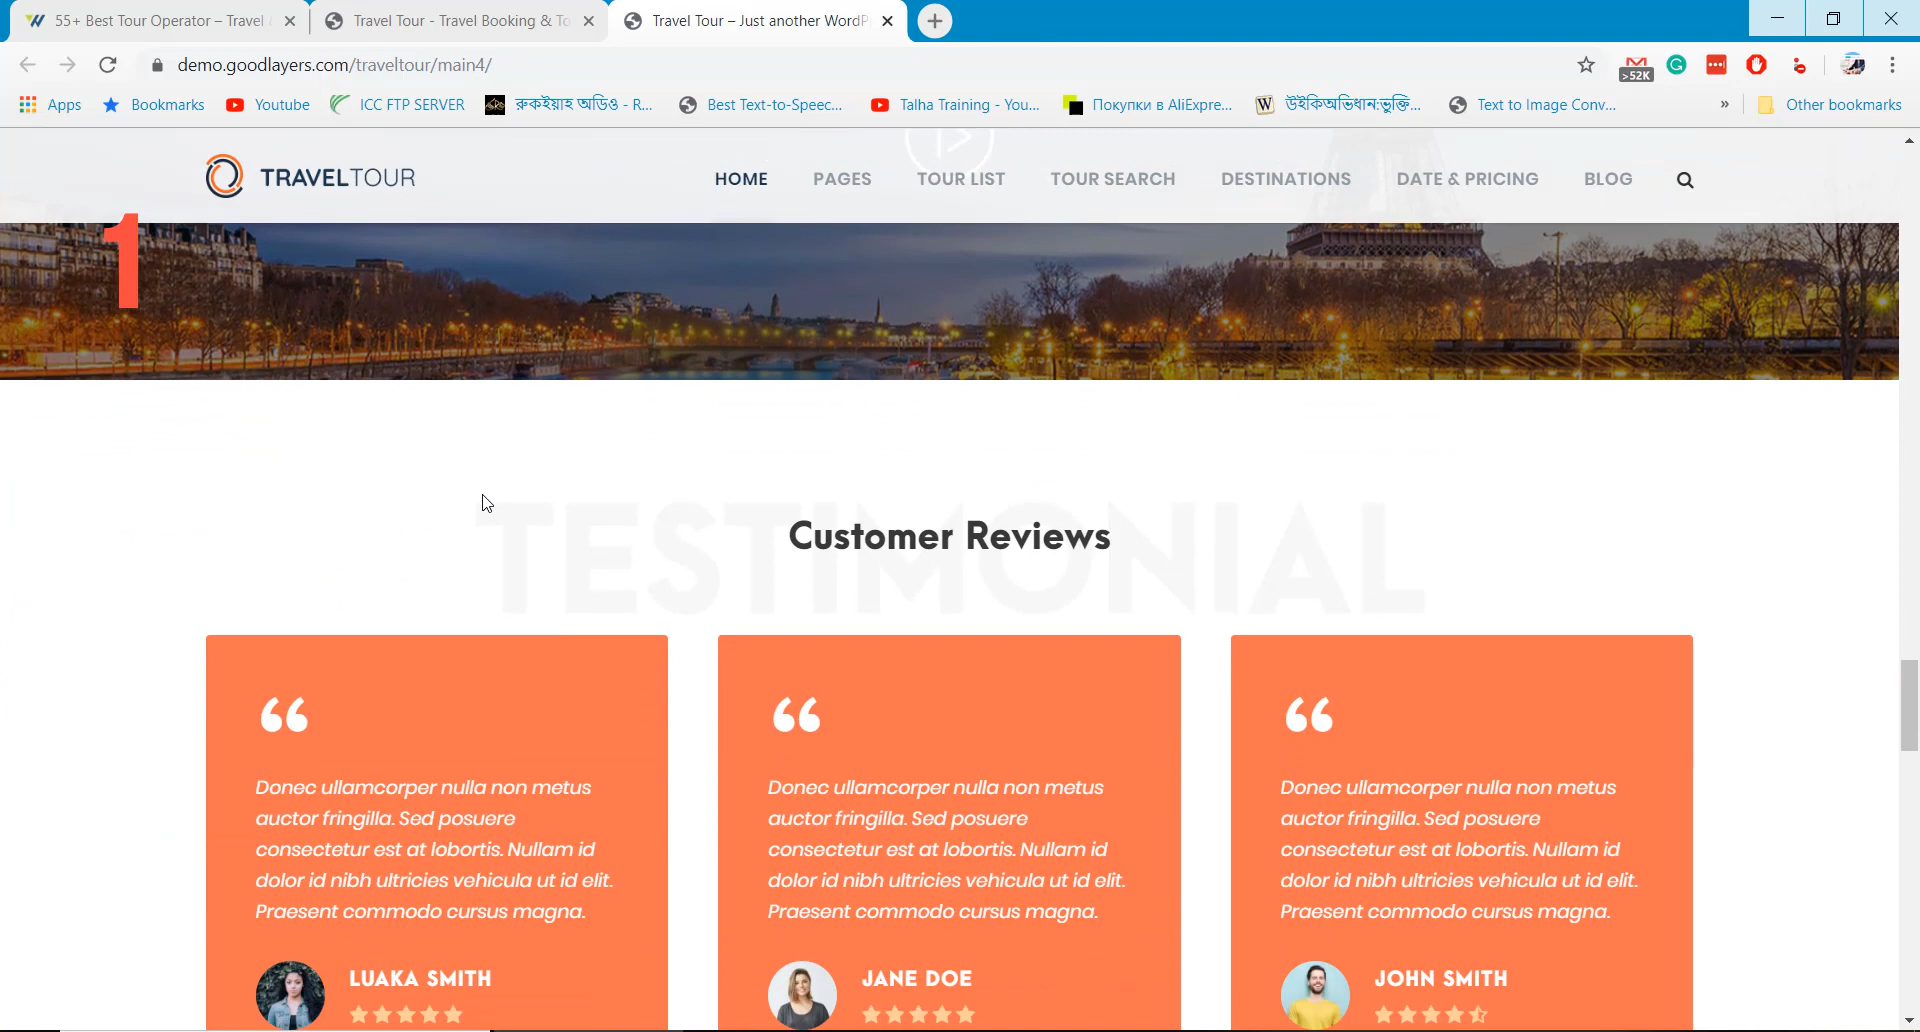 55+ Best Tour Operator – Travel
Travel Tour - Travel Booking & To
Travel Tour – Just another WordP
demo.goodlayers.com/traveltour/main4/
>52K
Apps
Bookmarks
Youtube
ICC FTP SERVER
রুকইয়াহ অডিও - R...
Best Text-to-Speec...
Talha Training - You...
Покупки в AliExpre...
W
উইকিঅভিধান:ভুক্তি...
Text to Image Conv...
»
Other bookmarks
TRAVELTOUR
HOME
PAGES
TOUR LIST
TOUR SEARCH
DESTINATIONS
DATE & PRICING
BLOG
1
TESTIMONIAL
Customer Reviews
“
Donec ullamcorper nulla non metus
auctor fringilla. Sed posuere
consectetur est at lobortis. Nullam id
dolor id nibh ultricies vehicula ut id elit.
Praesent commodo cursus magna.
LUAKA SMITH
“
Donec ullamcorper nulla non metus
auctor fringilla. Sed posuere
consectetur est at lobortis. Nullam id
dolor id nibh ultricies vehicula ut id elit.
Praesent commodo cursus magna.
JANE DOE
“
Donec ullamcorper nulla non metus
auctor fringilla. Sed posuere
consectetur est at lobortis. Nullam id
dolor id nibh ultricies vehicula ut id elit.
Praesent commodo cursus magna.
JOHN SMITH